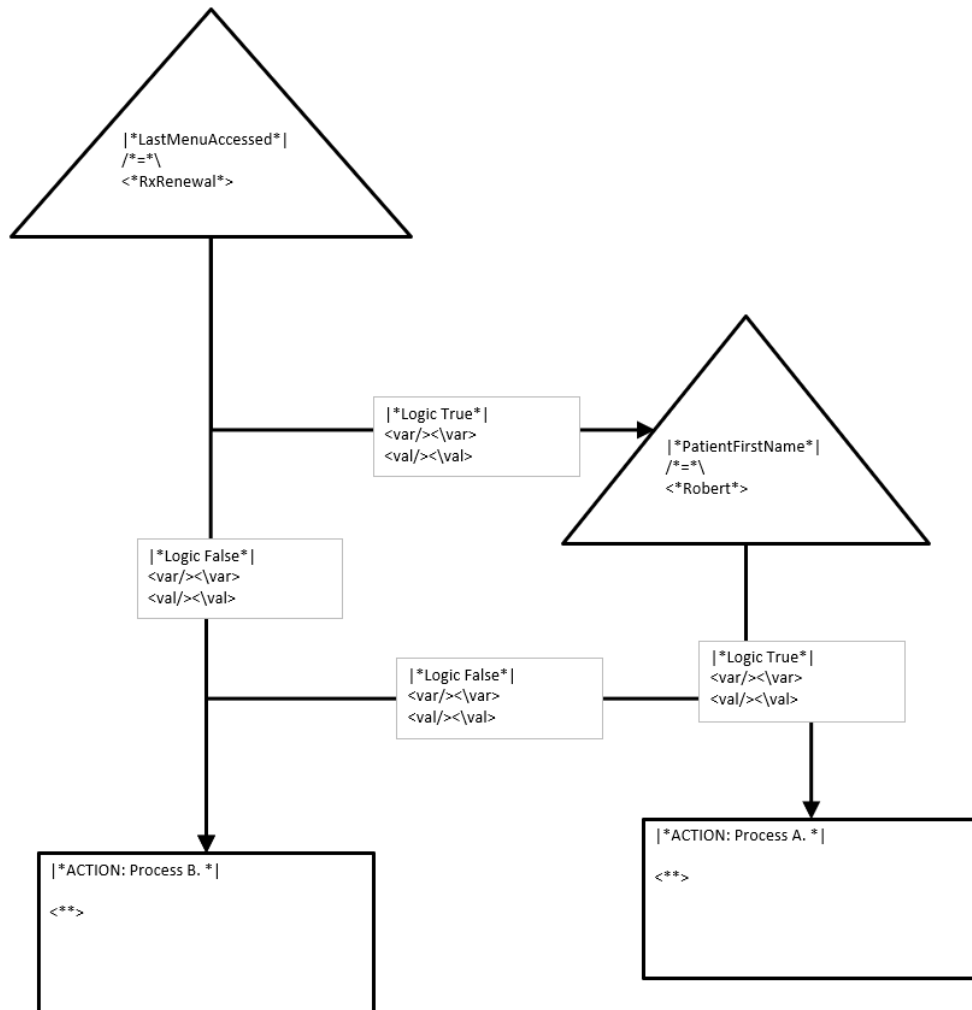 |*LastMenuAccessed*|
/*=*\
<*RxRenewal*>
|*Logic True*|
<var/><\var>
<val/><\val>
|*PatientFirstName*|
/*=*\
<*Robert*>
|*Logic False*|
<var/><\var>
<val/><\val>
|*Logic False*|
<var/><\var>
<val/><\val>
|*Logic True*|
<var/><\var>
<val/><\val>
|*ACTION: Process B. *|
<**>
|*ACTION: Process A. *|
<**>